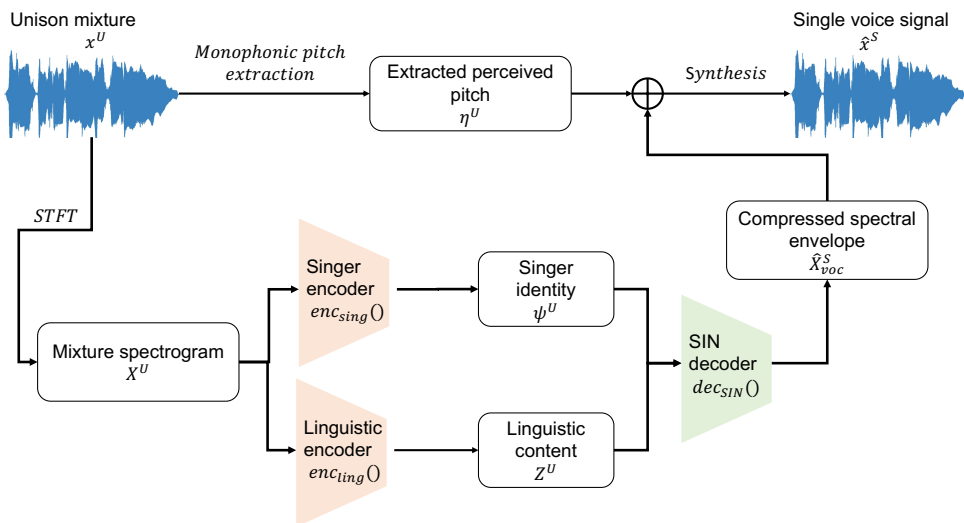 Unison mixture
x^U
Monophonic pitch
extraction
Extracted perceived
pitch
η^U
Synthesis
Single voice signal
x̂^S
STFT
Singer
encoder
enc_sing()
Singer
identity
ψ^U
Compressed spectral
envelope
X̂^S_voc
Mixture spectrogram
X^U
SIN
decoder
dec_SIN()
Linguistic
encoder
enc_ling()
Linguistic
content
Z^U